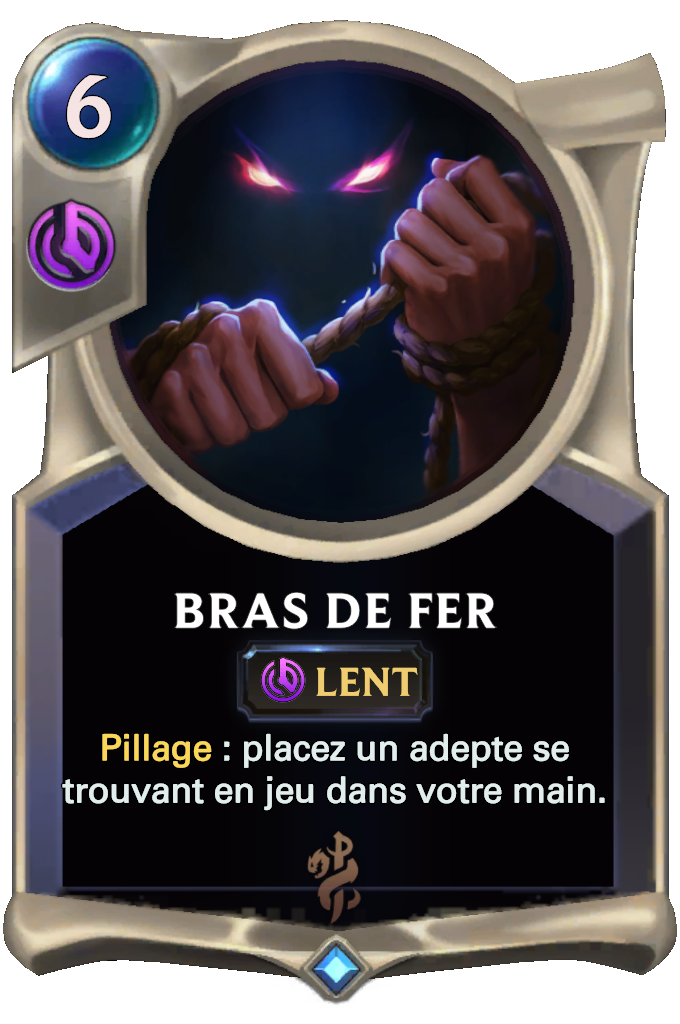 6
BRAS DE FER
LENT
Pillage : placez un adepte se
trouvant en jeu dans votre main.